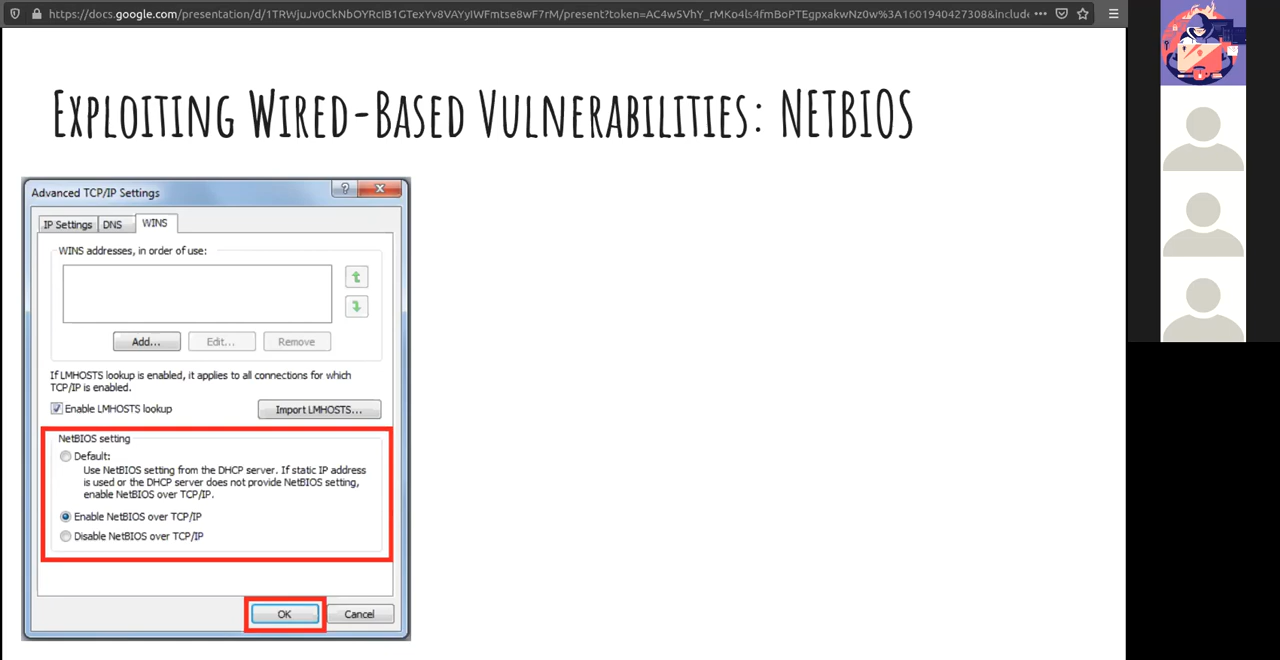 https://docs.google.com/presentation/d/1TRWjuJv0CkNbOYRcIB1GTexYv8VAYyIWFmtse8wF7rM/present?token=AC4w5VhY_rMKo4ls4fmBoPTEgpxakwNz0w%3A1601940427308&include
Exploiting Wired-Based Vulnerabilities: NETBIOS
Advanced TCP/IP Settings
IP Settings DNS WINS
WINS addresses, in order of use:
Add... Edit... Remove
If LMHOSTS lookup is enabled, it applies to all connections for which
TCP/IP is enabled.
Enable LMHOSTS lookup Import LMHOSTS...
NetBIOS setting
Default:
Use NetBIOS setting from the DHCP server. If static IP address
is used or the DHCP server does not provide NetBIOS setting,
enable NetBIOS over TCP/IP.
Enable NetBIOS over TCP/IP
Disable NetBIOS over TCP/IP
OK Cancel